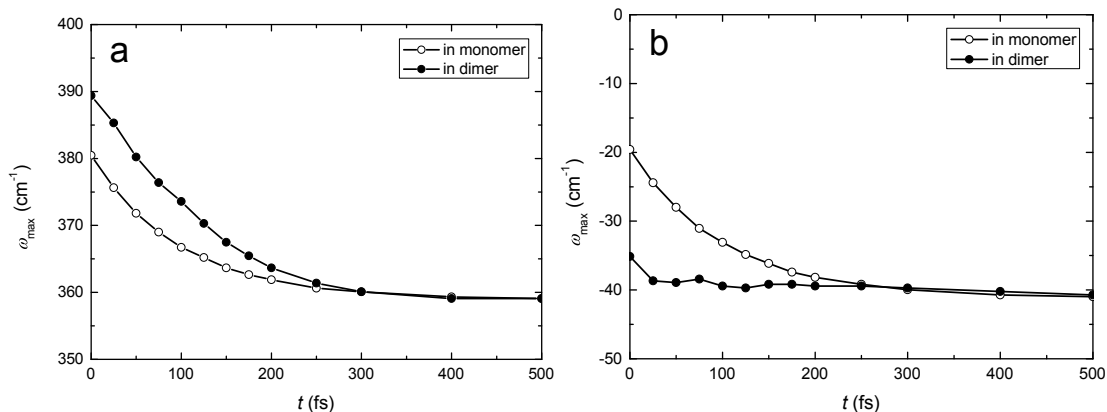 a
in monomer
in dimer
400
390
380
370
360
350
ω_max (cm⁻¹)
0 100 200 300 400 500
t (fs)
b
in monomer
in dimer
0
-10
-20
-30
-40
-50
ω_max (cm⁻¹)
0 100 200 300 400 500
t (fs)